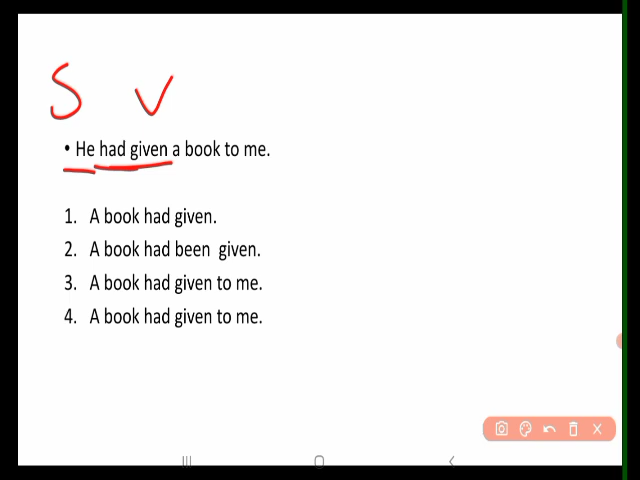 S V
• He had given a book to me.
1. A book had given.
2. A book had been given.
3. A book had given to me.
4. A book had given to me.